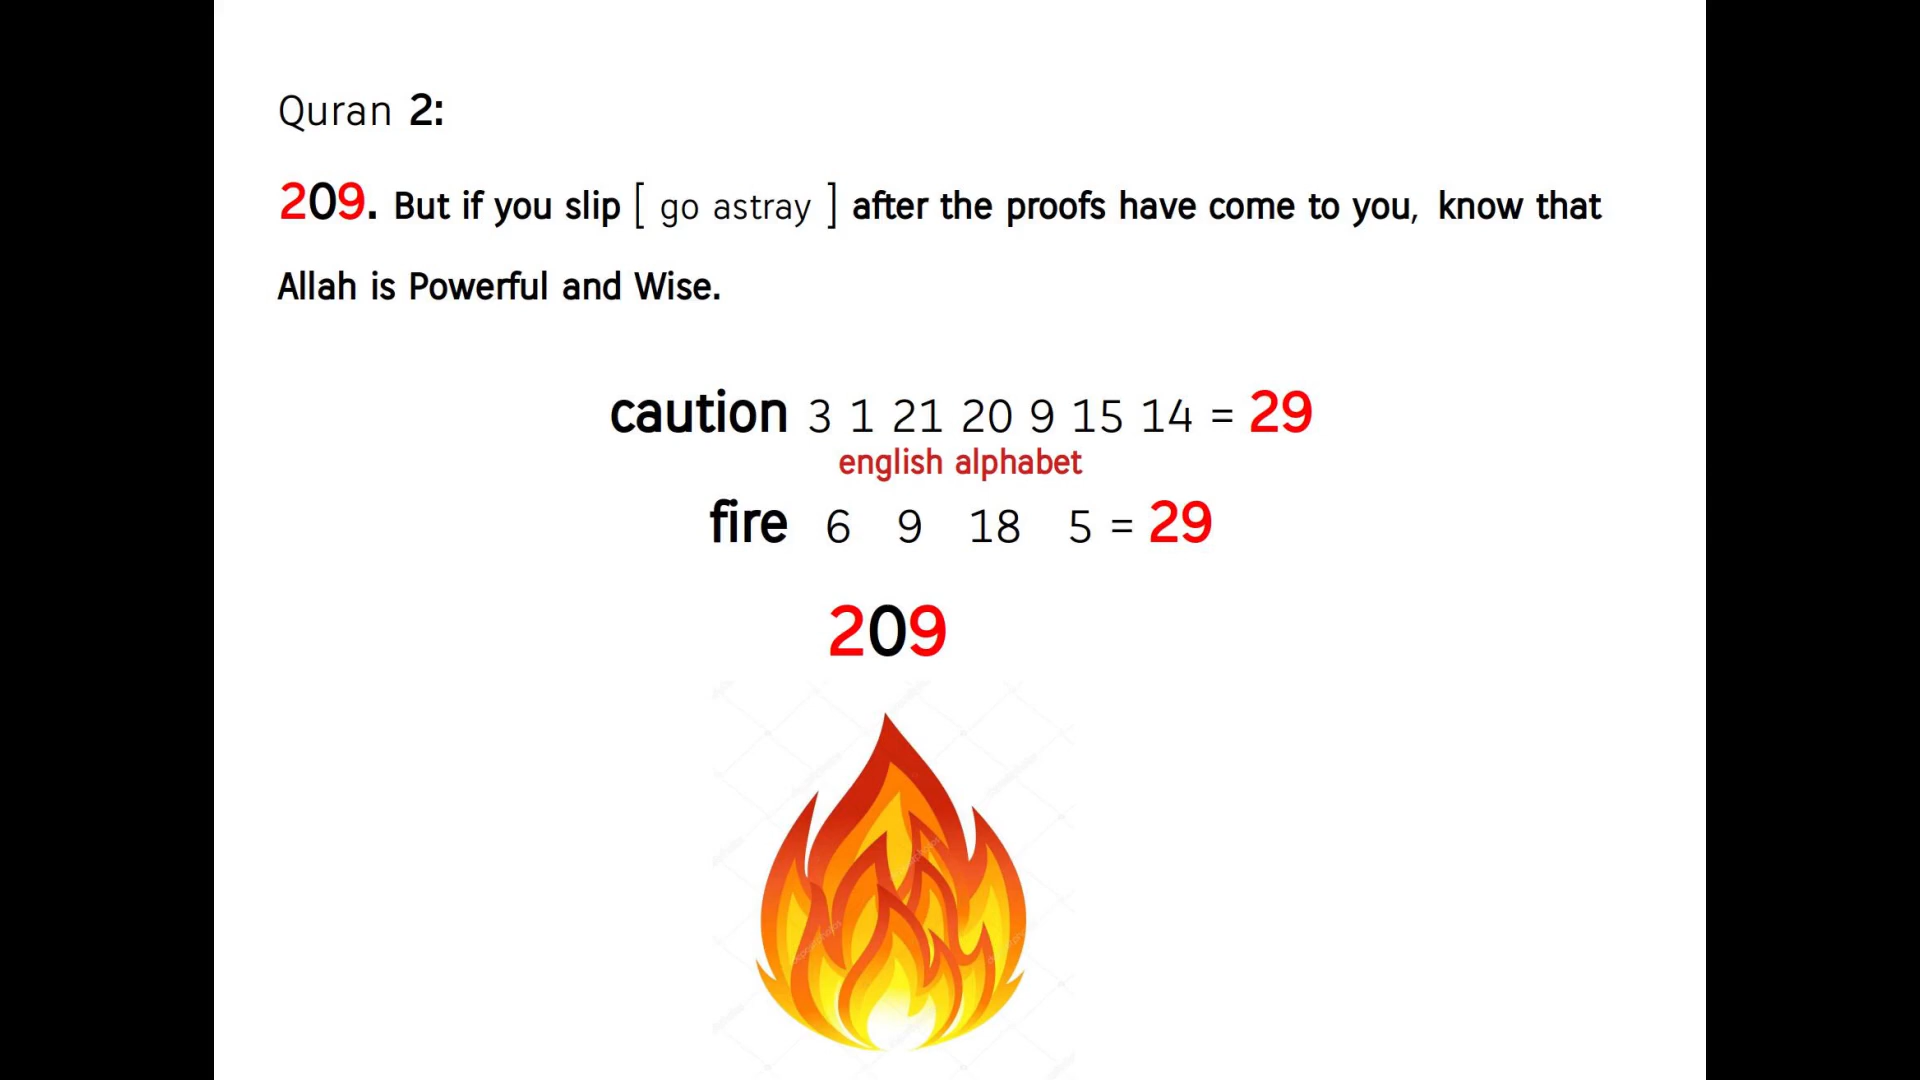 Quran 2:
209. But if you slip [ go astray ] after the proofs have come to you, know that
Allah is Powerful and Wise.
caution 3 1 21 20 9 15 14 = 29
english alphabet
fire 6 9 18 5 = 29
209